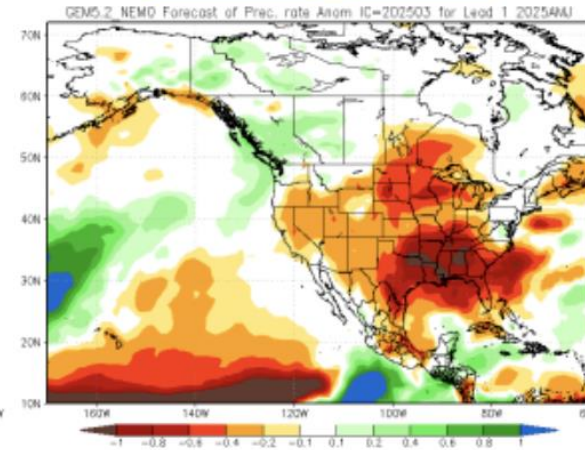 GEM5.2_NEMO Forecast of Prec. rate Anom IC=202503 for Lead 1 2025AMJ
70N
60N
50N
40N
30N
20N
10N
160W 140W 120W 100W 80W
-1 -0.8 -0.6 -0.4 -0.2 -0.1 0.1 0.2 0.4 0.6 0.8 1